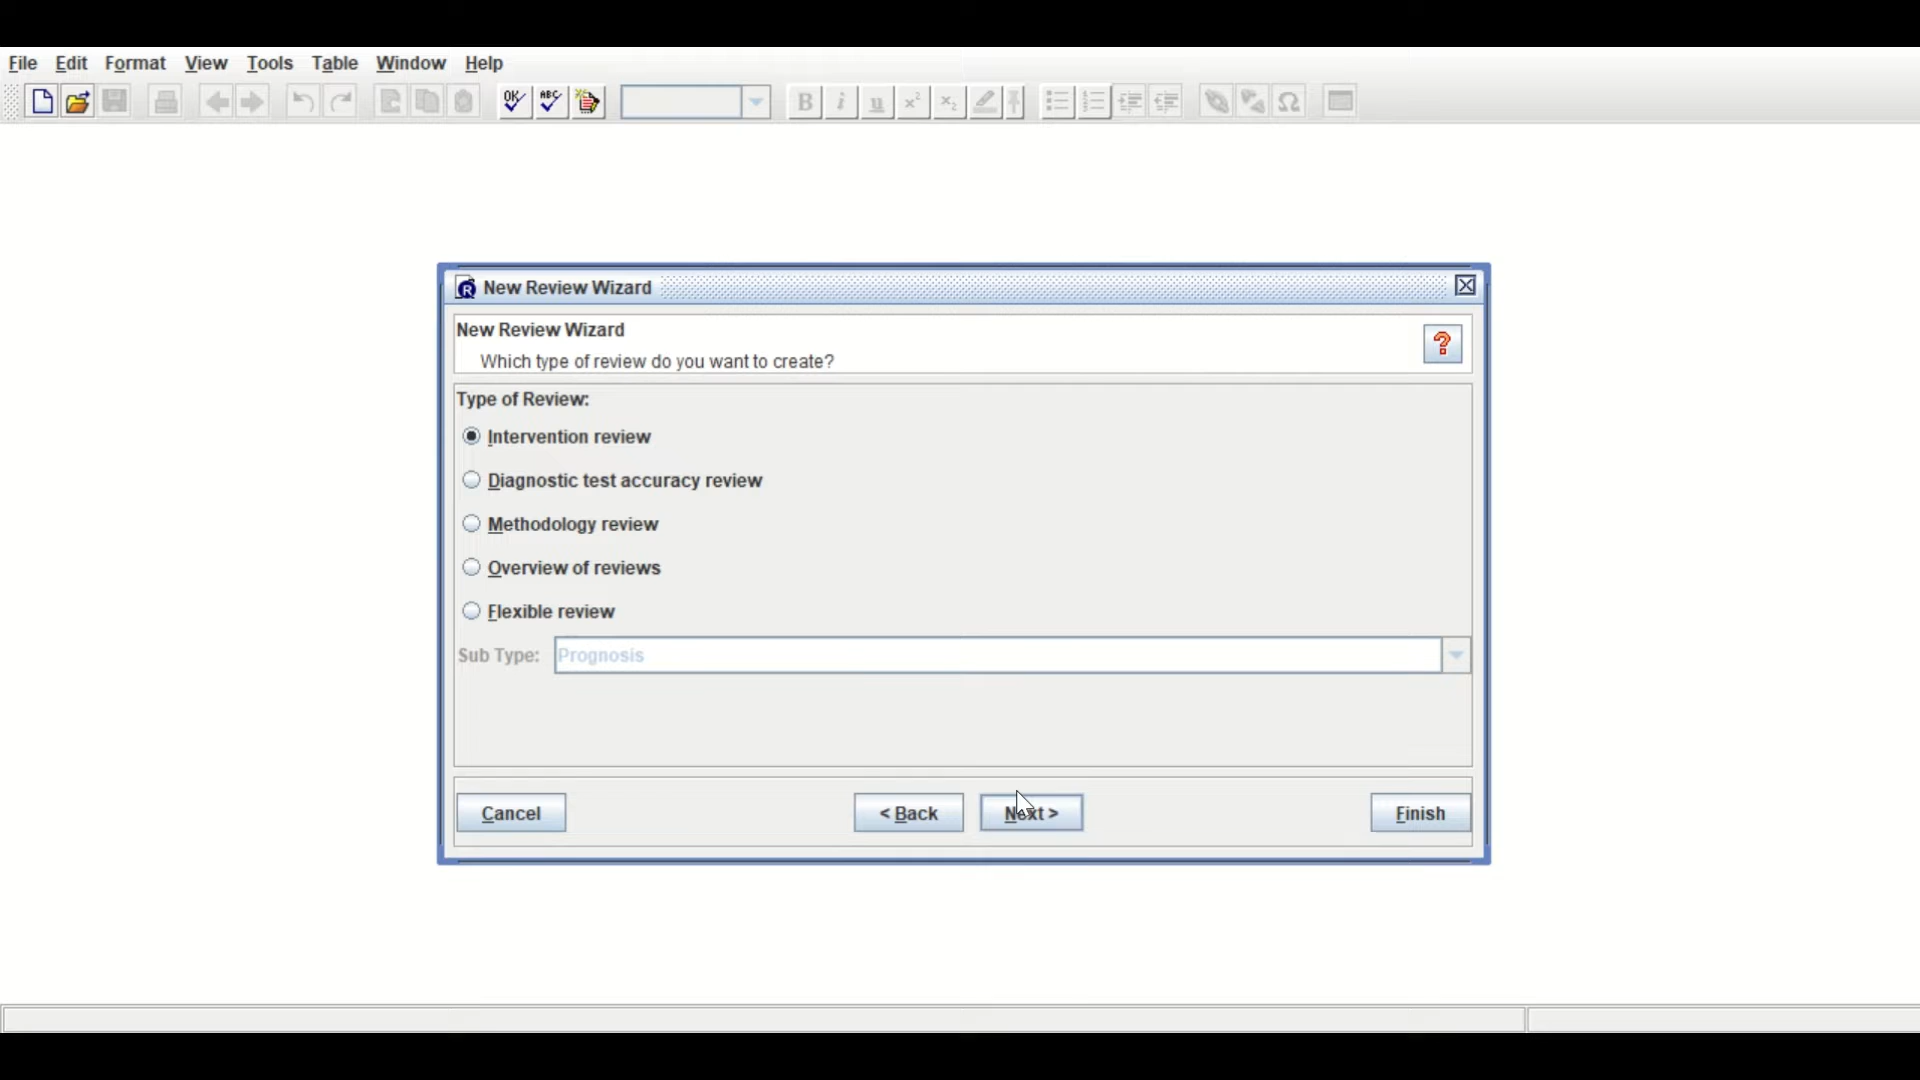 File Edit Format View Tools Table Window Help
New Review Wizard
New Review Wizard
Which type of review do you want to create?
Type of Review:
Intervention review
Diagnostic test accuracy review
Methodology review
Overview of reviews
Flexible review
Sub Type: Prognosis
Cancel < Back Next > Finish